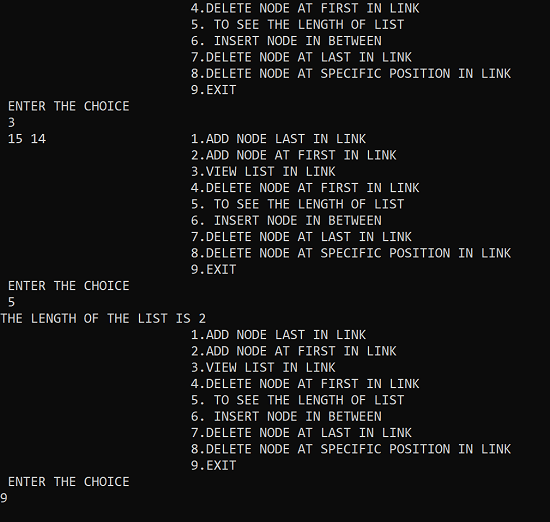 4.DELETE NODE AT FIRST IN LINK
5. TO SEE THE LENGTH OF LIST
6. INSERT NODE IN BETWEEN
7.DELETE NODE AT LAST IN LINK
8.DELETE NODE AT SPECIFIC POSITION IN LINK
9.EXIT
ENTER THE CHOICE
3
15 14 1.ADD NODE LAST IN LINK
2.ADD NODE AT FIRST IN LINK
3.VIEW LIST IN LINK
4.DELETE NODE AT FIRST IN LINK
5. TO SEE THE LENGTH OF LIST
6. INSERT NODE IN BETWEEN
7.DELETE NODE AT LAST IN LINK
8.DELETE NODE AT SPECIFIC POSITION IN LINK
9.EXIT
ENTER THE CHOICE
5
THE LENGTH OF THE LIST IS 2
1.ADD NODE LAST IN LINK
2.ADD NODE AT FIRST IN LINK
3.VIEW LIST IN LINK
4.DELETE NODE AT FIRST IN LINK
5. TO SEE THE LENGTH OF LIST
6. INSERT NODE IN BETWEEN
7.DELETE NODE AT LAST IN LINK
8.DELETE NODE AT SPECIFIC POSITION IN LINK
9.EXIT
ENTER THE CHOICE
9